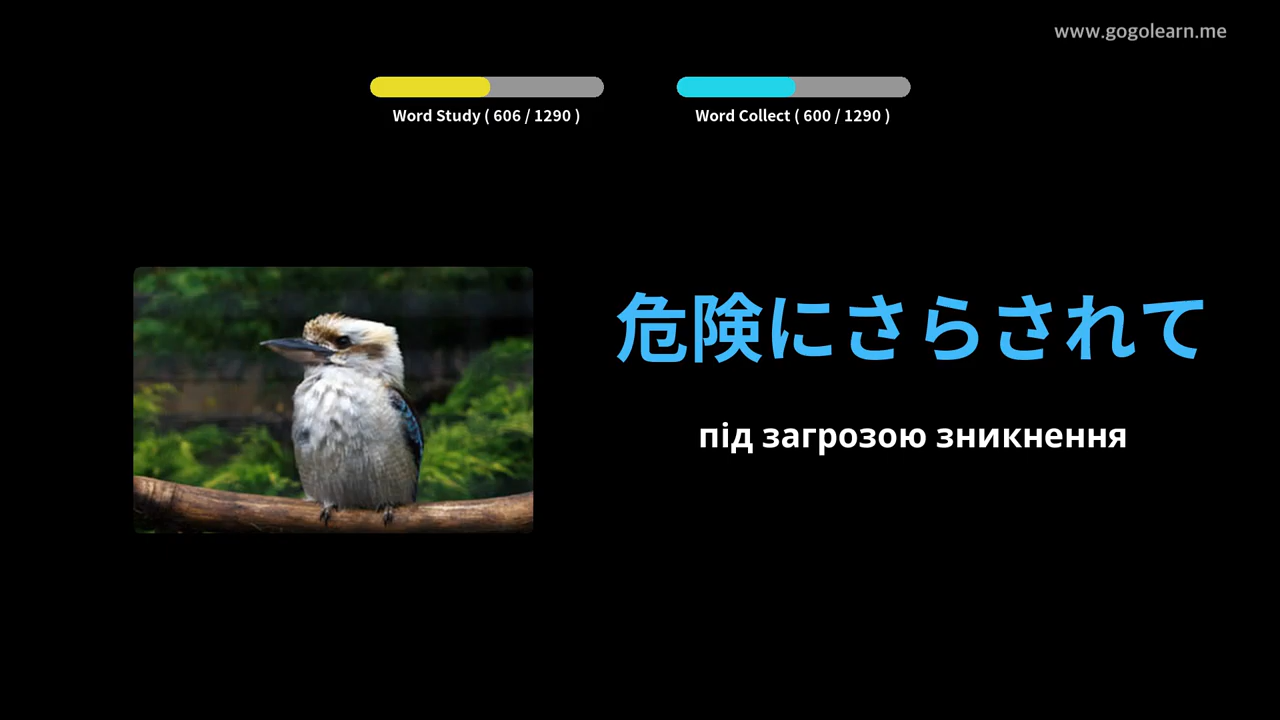 www.gogolearn.me
Word Study ( 606 / 1290 )
Word Collect ( 600 / 1290 )
危険にさらされて
під загрозою зникнення